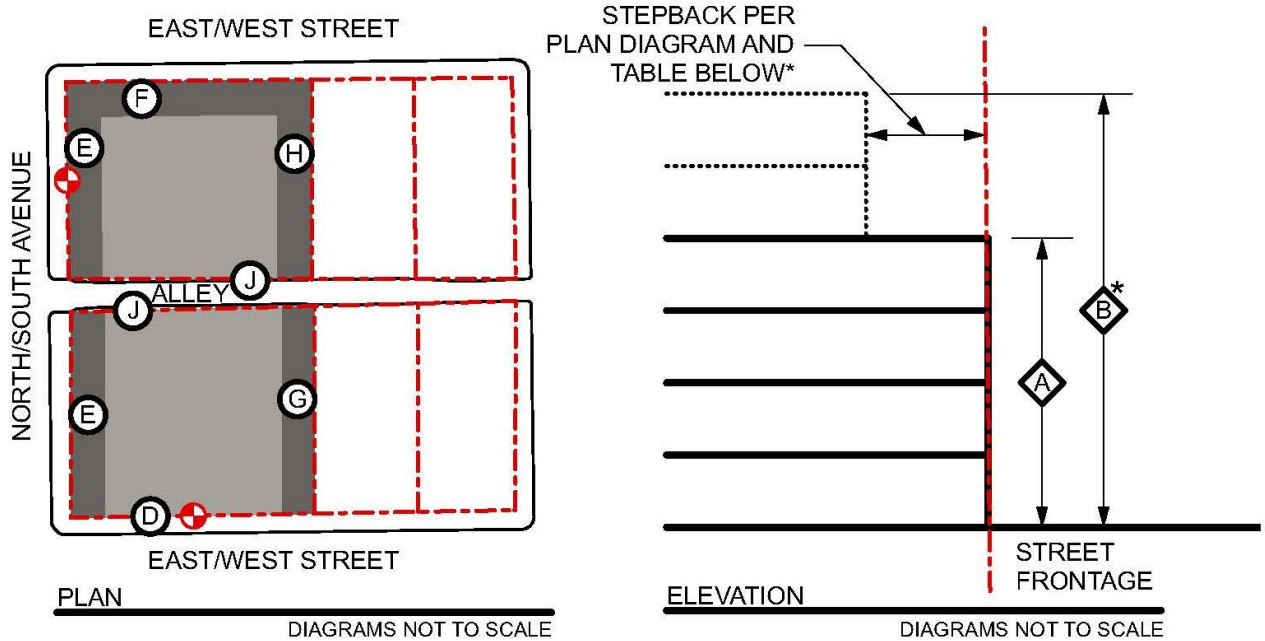 EAST/WEST STREET
F
E
H
NORTH/SOUTH AVENUE
J
ALLEY
J
E
G
D
EAST/WEST STREET
PLAN
DIAGRAMS NOT TO SCALE
STEPBACK PER
PLAN DIAGRAM AND
TABLE BELOW*
B*
A
STREET
FRONTAGE
ELEVATION
DIAGRAMS NOT TO SCALE